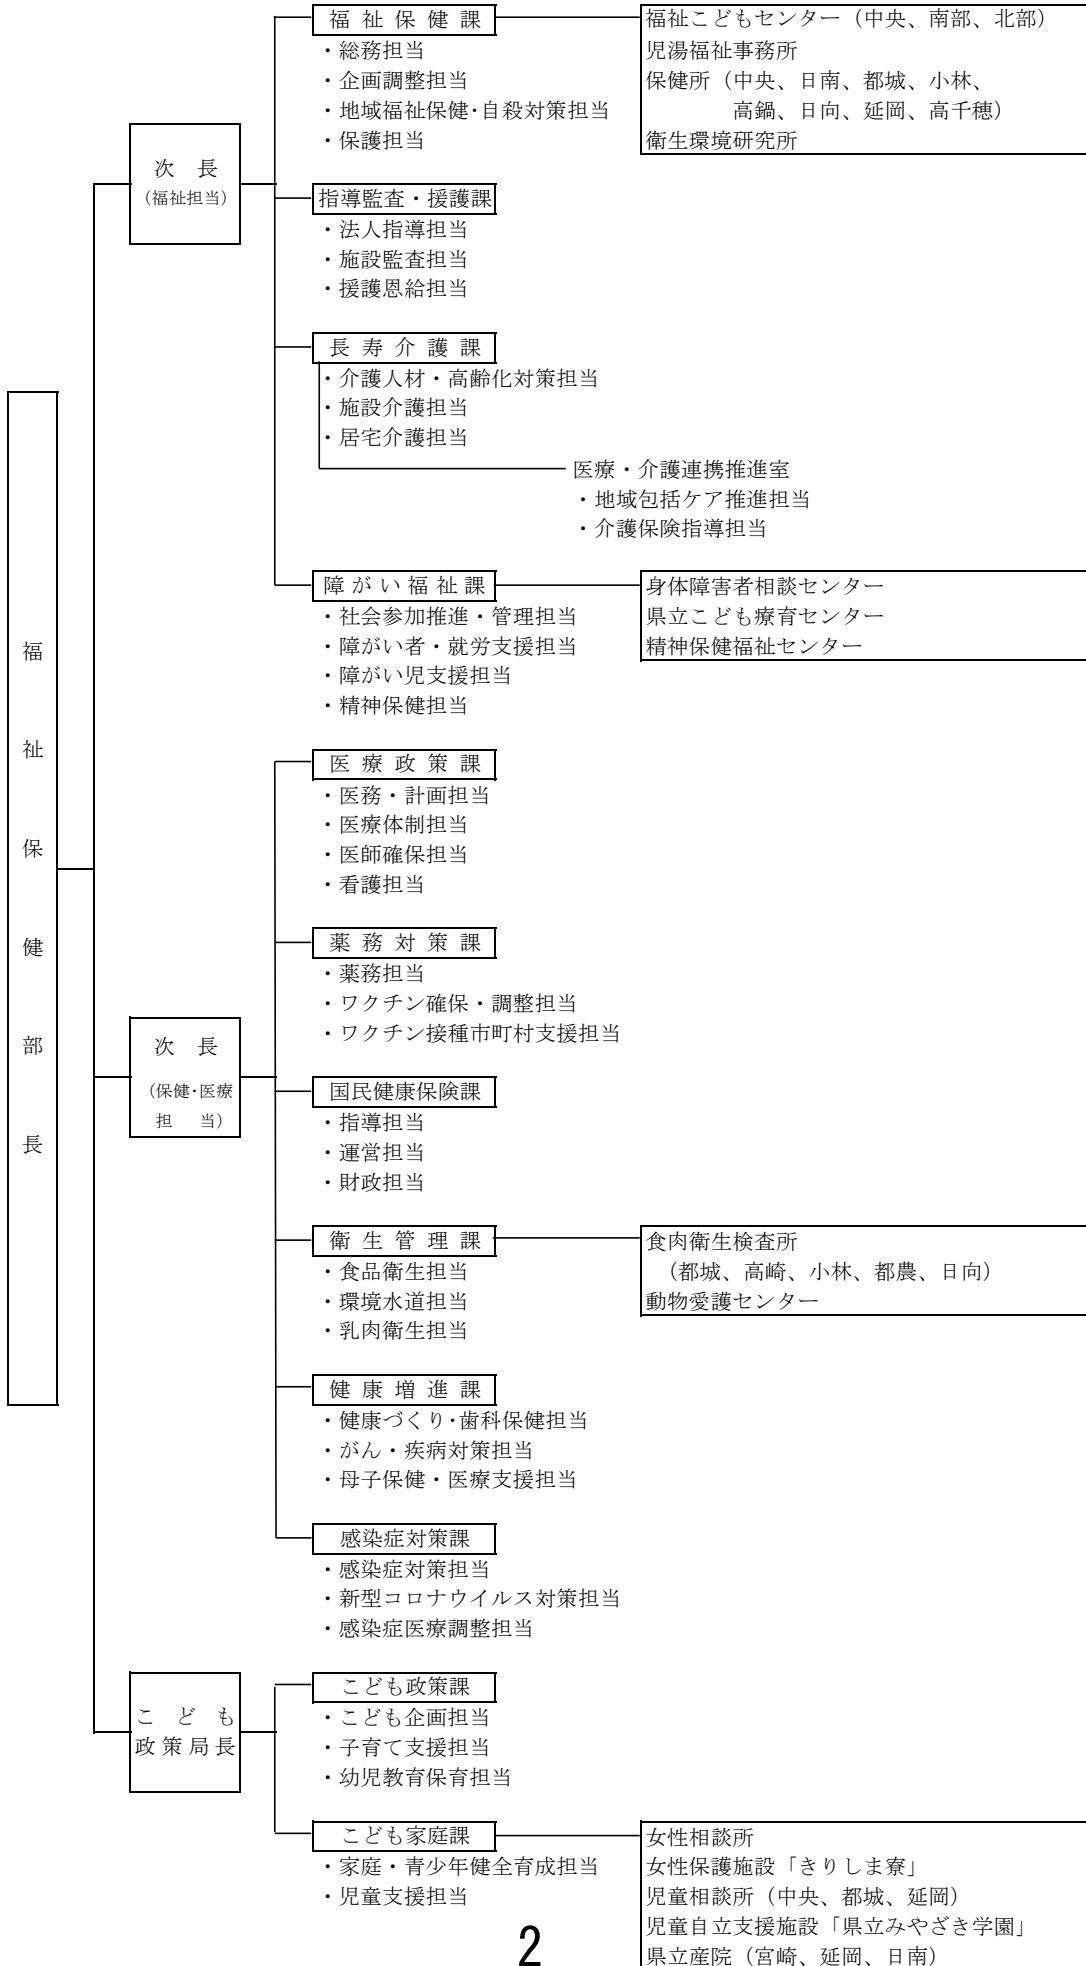 福祉保健部長
次長
(福祉担当)
福祉保健課
・総務担当
・企画調整担当
・地域福祉保健・自殺対策担当
・保護担当
福祉こどもセンター(中央、南部、北部)
児湯福祉事務所
保健所(中央、日南、都城、小林、
高鍋、日向、延岡、高千穂)
衛生環境研究所
指導監査・援護課
・法人指導担当
・施設監査担当
・援護恩給担当
長寿介護課
・介護人材・高齢化対策担当
・施設介護担当
・居宅介護担当
医療・介護連携推進室
・地域包括ケア推進担当
・介護保険指導担当
障がい福祉課
・社会参加推進・管理担当
・障がい者・就労支援担当
・障がい児支援担当
・精神保健担当
身体障害者相談センター
県立こども療育センター
精神保健福祉センター
次長
(保健・医療
担当)
医療政策課
・医務・計画担当
・医療体制担当
・医師確保担当
・看護担当
薬務対策課
・薬務担当
・ワクチン確保・調整担当
・ワクチン接種市町村支援担当
国民健康保険課
・指導担当
・運営担当
・財政担当
衛生管理課
・食品衛生担当
・環境水道担当
・乳肉衛生担当
食肉衛生検査所
(都城、高崎、小林、都農、日向)
動物愛護センター
健康増進課
・健康づくり・歯科保健担当
・がん・疾病対策担当
・母子保健・医療支援担当
感染症対策課
・感染症対策担当
・新型コロナウイルス対策担当
・感染症医療調整担当
こども
政策局長
こども政策課
・こども企画担当
・子育て支援担当
・幼児教育保育担当
こども家庭課
・家庭・青少年健全育成担当
・児童支援担当
女性相談所
女性保護施設「きりしま寮」
児童相談所(中央、都城、延岡)
児童自立支援施設「県立みやざき学園」
県立産院(宮崎、延岡、日南)
2